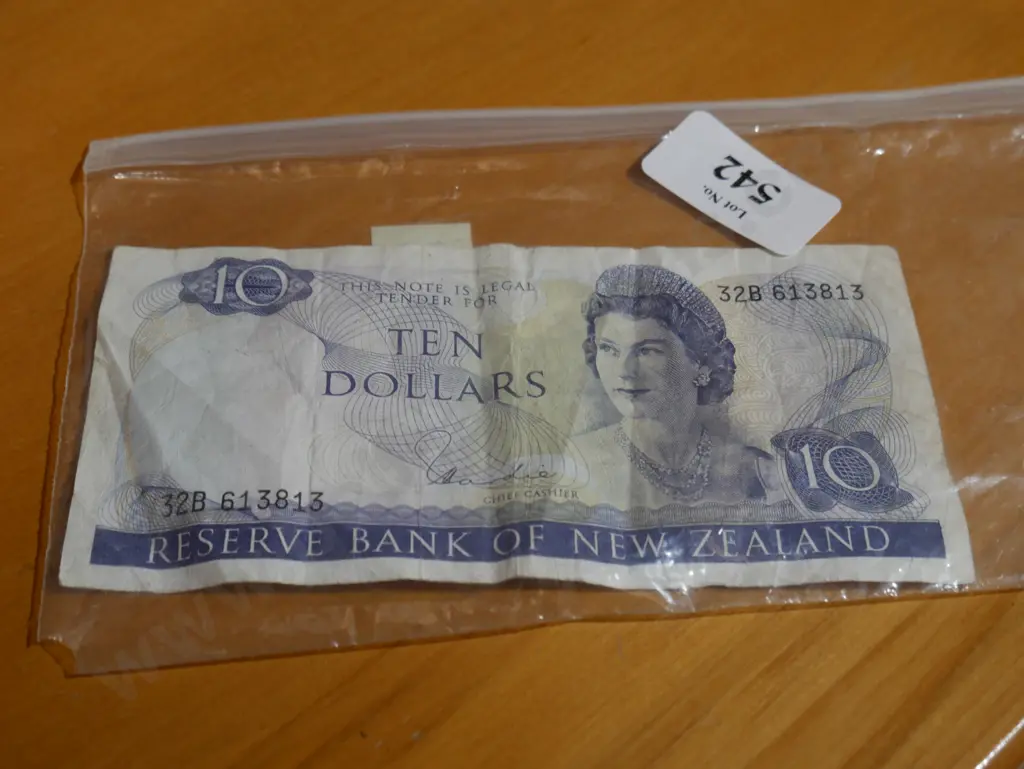 Lot No.
542
10
THIS NOTE IS LEGAL
TENDER FOR
32B 613813
TEN
DOLLARS
10
CHIEF CASHIER
32B 613813
RESERVE BANK OF NEW ZEALAND